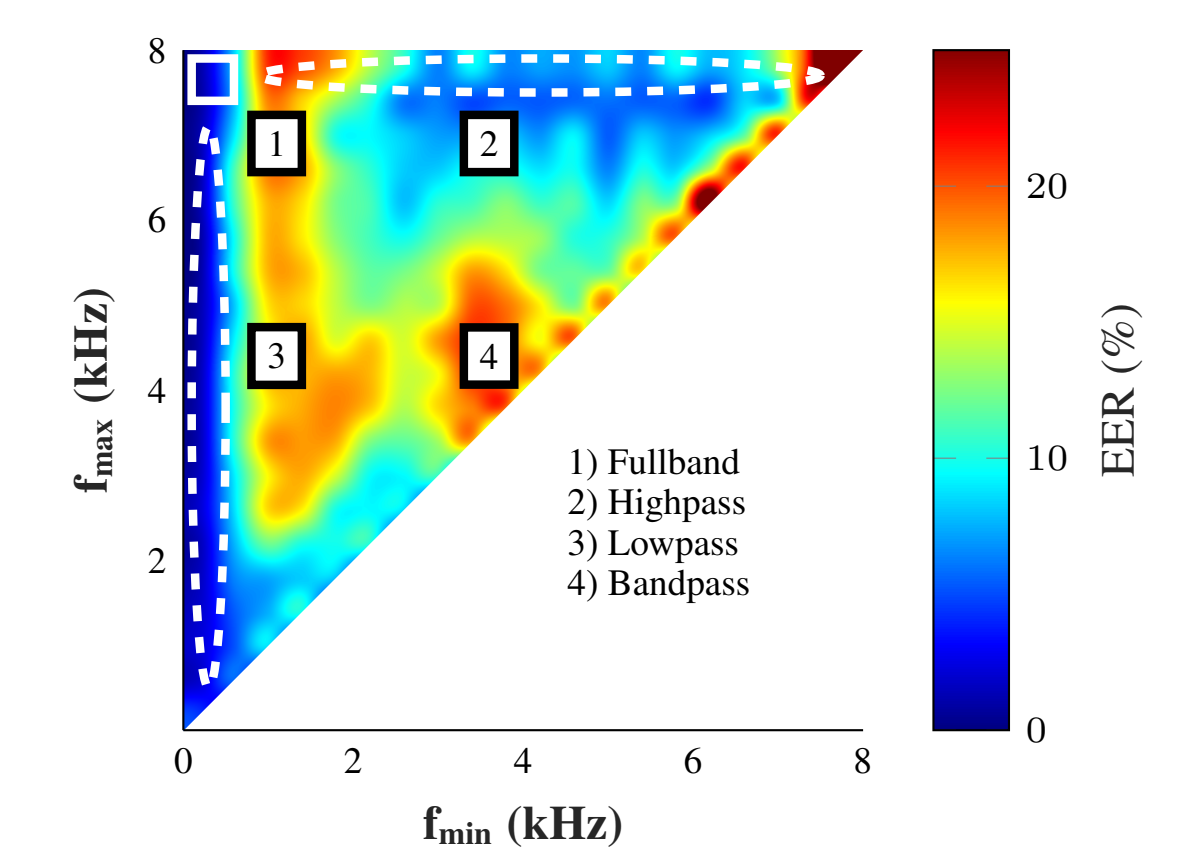 8
6
4
2
f_max (kHz)
1
2
3
4
1) Fullband
2) Highpass
3) Lowpass
4) Bandpass
0
2
4
6
8
f_min (kHz)
20
10
0
EER (%)